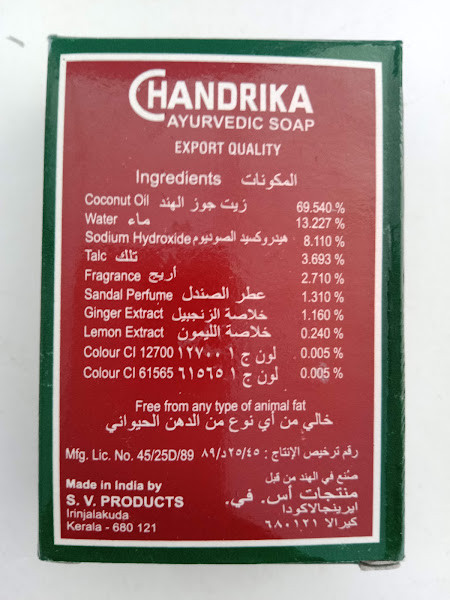 CHANDRIKA
AYURVEDIC SOAP
EXPORT QUALITY
Ingredients المكونات
Coconut Oil زيت جوز الهند 69.540 %
Water ماء 13.227 %
Sodium Hydroxide هيدروكسيد الصوديوم 8.110 %
Talc تلك 3.693 %
Fragrance أريج 2.710 %
Sandal Perfume عطر الصندل 1.310 %
Ginger Extract خلاصة الزنجبيل 1.160 %
Lemon Extract خلاصة الليمون 0.240 %
Colour CI 12700 لون ج ا ١٢٧٠٠ 0.005 %
Colour CI 61565 لون ج ا ٦١٥٦٥ 0.005 %
Free from any type of animal fat
خالي من أي نوع من الدهن الحيواني
Mfg. Lic. No. 45/25D/89 رقم ترخيص الإنتاج : ٢٥/٤٥د/٨٩
Made in India by صُنع في الهند من قبل
S. V. PRODUCTS منتجات أس. في.
Irinjalakuda ايرينجالاكودا
Kerala - 680 121 كيرالا ٦٨٠١٢١